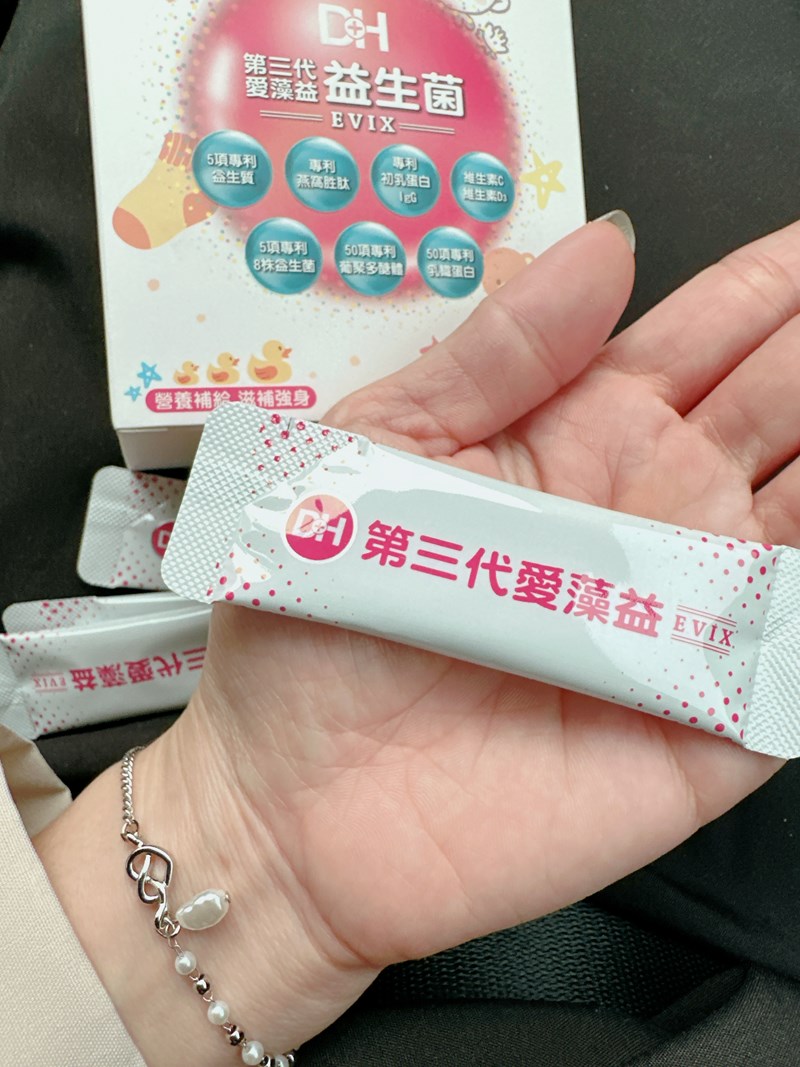 DH
第三代
愛藻益
益生菌
EVIX
5項專利
益生質
專利
燕窩胜肽
專利
初乳蛋白
IgG
維生素C
維生素D3
5項專利
8株益生菌
50項專利
葡聚多醣體
50項專利
乳鐵蛋白
營養補給 滋補強身
DH 第三代愛藻益 EVIX
第三代愛藻益 EVIX